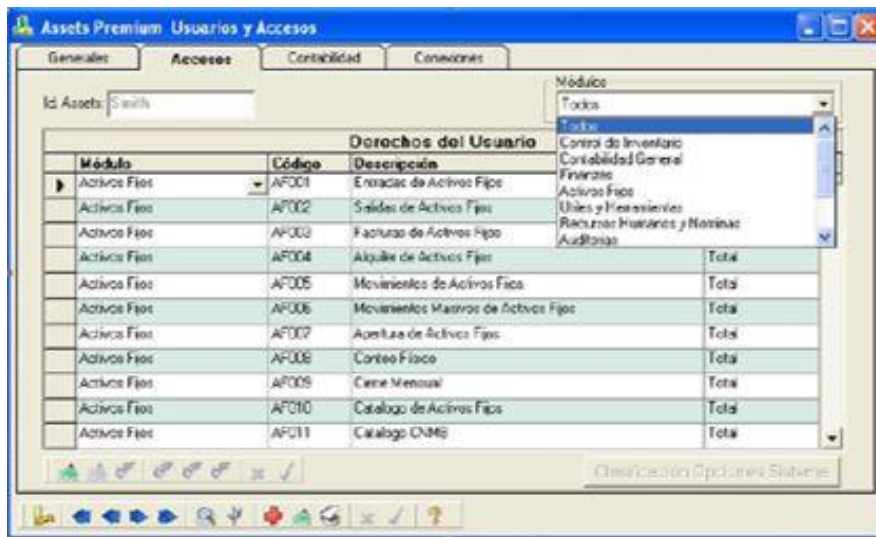 Assets Premium Usuarios y Accesos
Generales Accesos Contabilidad Conexiones
Módulos
Id. Assets: Smith Todos
Todos
Derechos del Usuario Control de Inventario
Módulo Código Descripción Contabilidad General
Finanzas
Activos Fijos AF001 Entradas de Activos Fijos Activos Fijos
Activos Fijos AF002 Salidas de Activos Fijos Utiles y Herramientas
Recursos Humanos y Nominas
Activos Fijos AF003 Facturas de Activos Fijos Auditorias
Activos Fijos AF004 Alquiler de Activos Fijos Total
Activos Fijos AF005 Movimientos de Activos Fijos Total
Activos Fijos AF006 Movimientos Masivos de Activos Fijos Total
Activos Fijos AF007 Apertura de Activos Fijos Total
Activos Fijos AF008 Conteo Físico Total
Activos Fijos AF009 Cierre Mensual Total
Activos Fijos AF010 Catalogo de Activos Fijos Total
Activos Fijos AF011 Catalogo CNMB Total
Clasificación Opciones Sistema